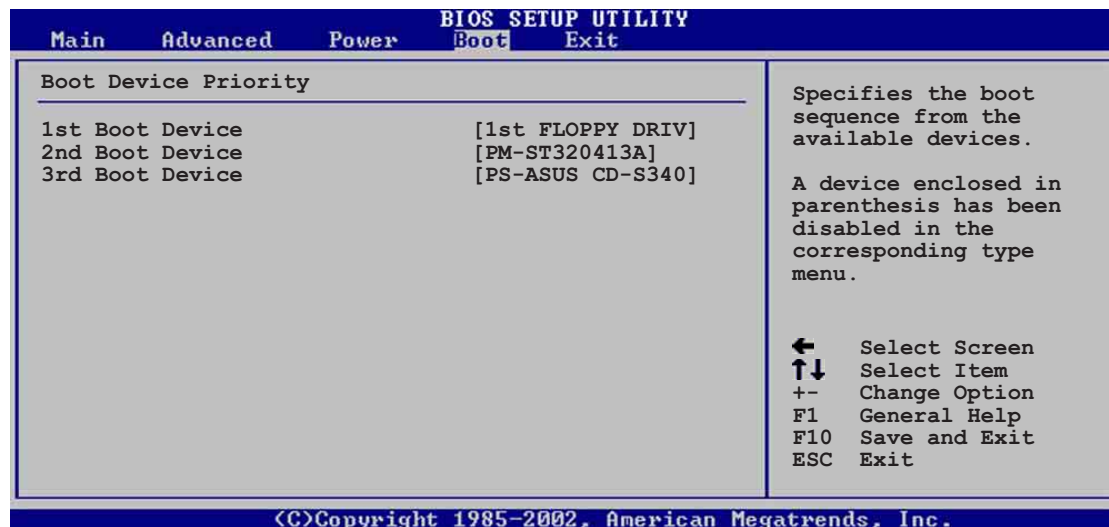 BIOS SETUP UTILITY
Main Advanced Power Boot Exit
Boot Device Priority
1st Boot Device [1st FLOPPY DRIV]
2nd Boot Device [PM-ST320413A]
3rd Boot Device [PS-ASUS CD-S340]
Specifies the boot
sequence from the
available devices.
A device enclosed in
parenthesis has been
disabled in the
corresponding type
menu.
← Select Screen
↑↓ Select Item
+- Change Option
F1 General Help
F10 Save and Exit
ESC Exit
(C)Copyright 1985-2002, American Megatrends, Inc.